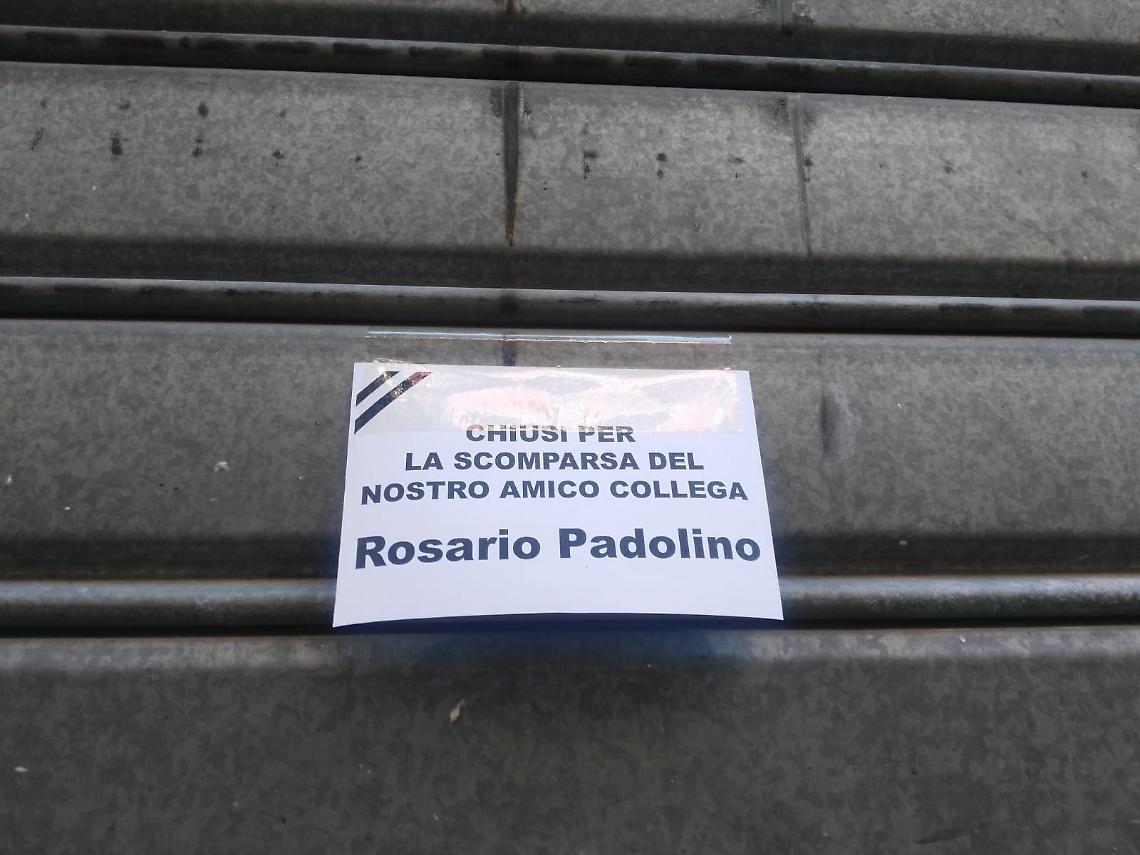 CHIUSI PER
LA SCOMPARSA DEL
NOSTRO AMICO COLLEGA
Rosario Padolino